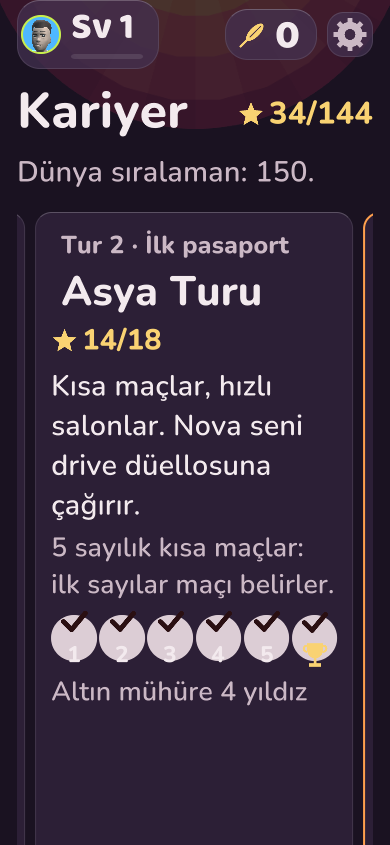 Sv 1
0
Kariyer
34/144
Dünya sıralaman: 150.
Tur 2 · İlk pasaport
Asya Turu
14/18
Kısa maçlar, hızlı
salonlar. Nova seni
drive düellosuna
çağırır.
5 sayılık kısa maçlar:
ilk sayılar maçı belirler.
1 2 3 4 5
Altın mühüre 4 yıldız